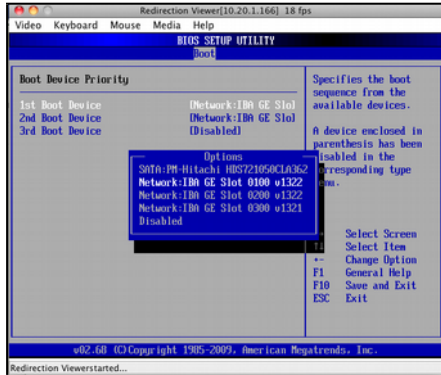 Redirection Viewer[10.20.1.166] 18 fps
Video Keyboard Mouse Media Help
BIOS SETUP UTILITY
Boot
Boot Device Priority
1st Boot Device [Network:IBA GE Slo]
2nd Boot Device [Network:IBA GE Slo]
3rd Boot Device [Disabled]
Options
SATA:PM-Hitachi HDS721050CLA362
Network:IBA GE Slot 0100 v1322
Network:IBA GE Slot 0200 v1322
Network:IBA GE Slot 0300 v1321
Disabled
Specifies the boot
sequence from the
available devices.
A device enclosed in
parenthesis has been
disabled in the
corresponding type
menu.
Select Screen
↑↓ Select Item
+- Change Option
F1 General Help
F10 Save and Exit
ESC Exit
v02.68 (C)Copyright 1985-2009, American Megatrends, Inc.
Redirection Viewerstarted...